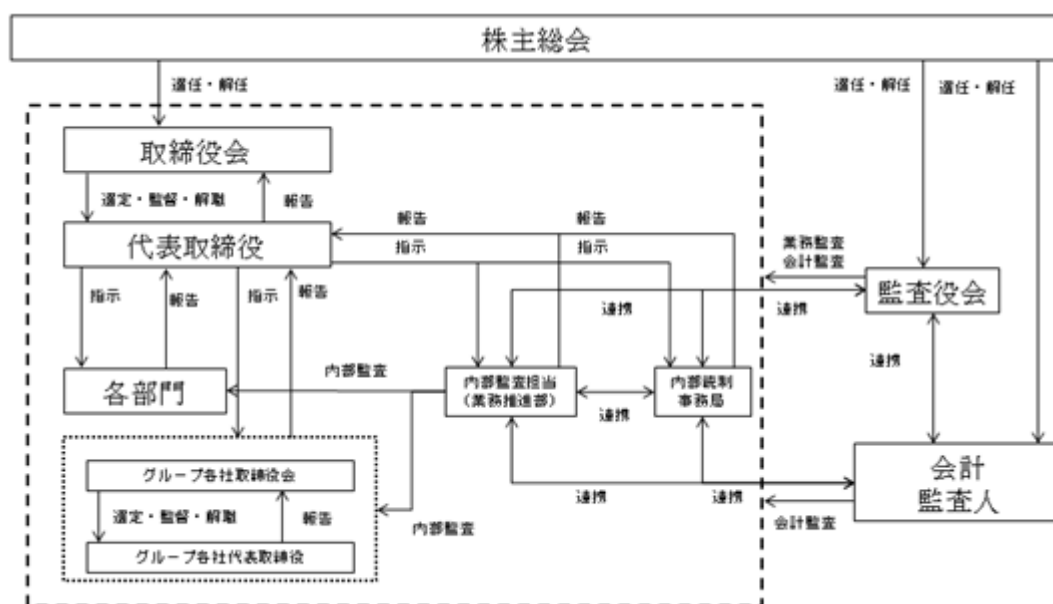 株主総会
選任・解任
選任・解任
選任・解任
取締役会
選定・監督・解職
報告
代表取締役
報告
報告
指示
指示
業務監査
会計監査
監査役会
指示
報告
指示
報告
連携
連携
連携
内部監査
各部門
内部監査担当
(業務推進部)
内部統制
事務局
連携
グループ各社取締役会
選定・監督・解職
報告
グループ各社代表取締役
内部監査
連携
連携
会計監査
会計
監査人